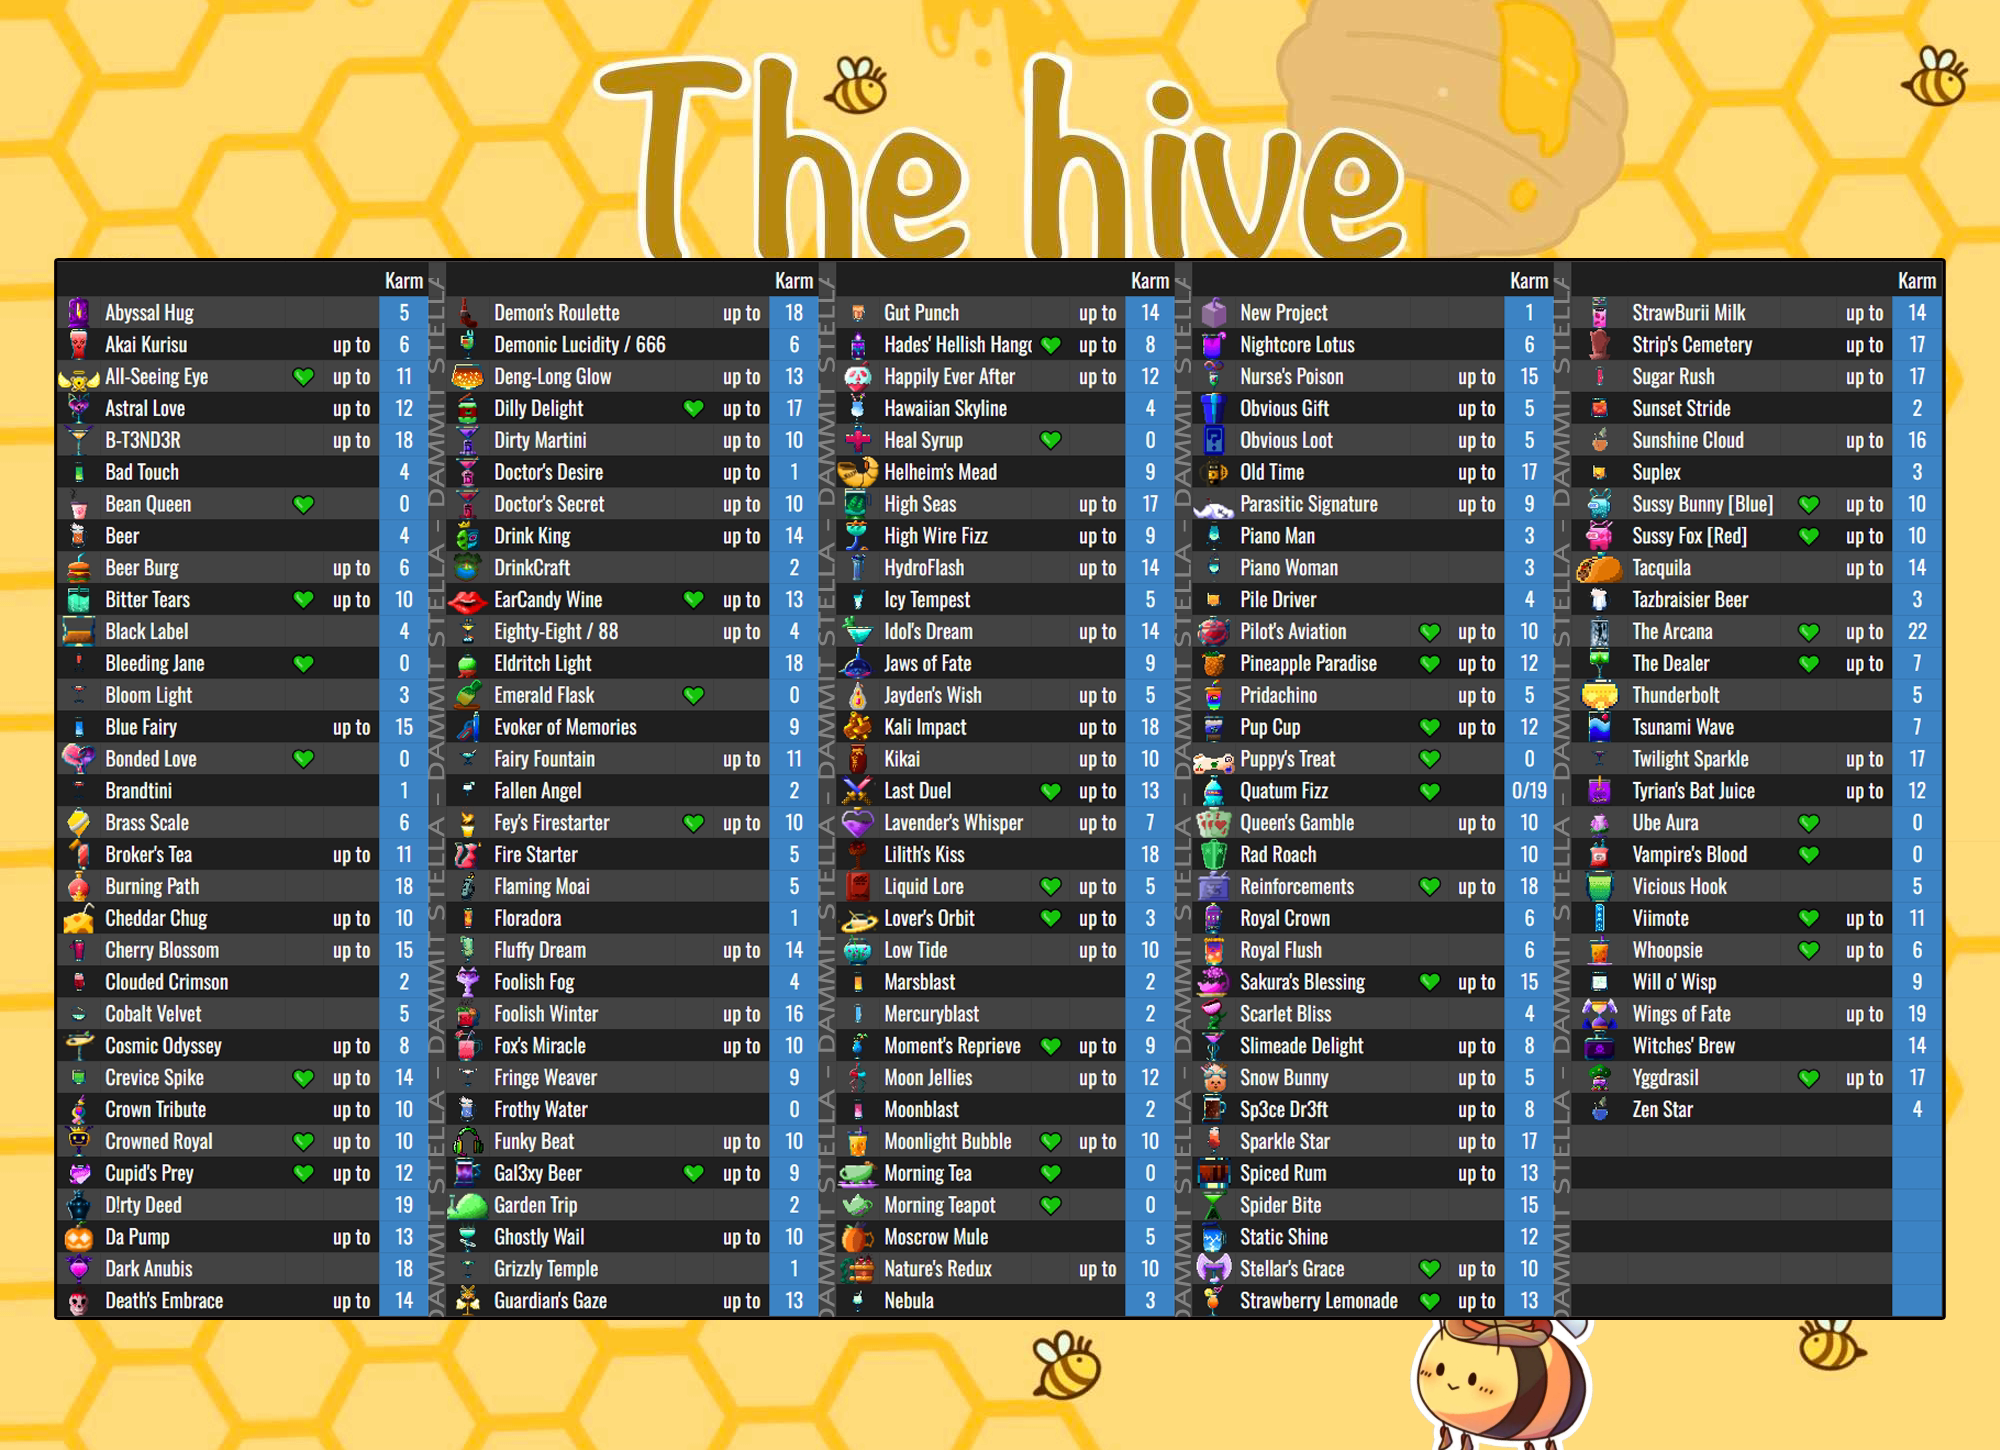 The hive
Karm
Abyssal Hug 5
Akai Kurisu up to 6
All-Seeing Eye up to 11
Astral Love up to 12
B-T3ND3R up to 18
Bad Touch 4
Bean Queen 0
Beer 4
Beer Burg up to 6
Bitter Tears up to 10
Black Label 4
Bleeding Jane 0
Bloom Light 3
Blue Fairy up to 15
Bonded Love 0
Brandtini 1
Brass Scale 6
Broker's Tea up to 11
Burning Path 18
Cheddar Chug up to 10
Cherry Blossom up to 15
Clouded Crimson 2
Cobalt Velvet 5
Cosmic Odyssey up to 8
Crevice Spike up to 14
Crown Tribute up to 10
Crowned Royal up to 10
Cupid's Prey up to 12
D!rty Deed 19
Da Pump up to 13
Dark Anubis 18
Death's Embrace up to 14
STELLA - DAMMIT STELLA - DAMMIT STELLA - DAMMIT
Karm
Demon's Roulette up to 18
Demonic Lucidity / 666 6
Deng-Long Glow up to 13
Dilly Delight up to 17
Dirty Martini up to 10
Doctor's Desire up to 1
Doctor's Secret up to 10
Drink King up to 14
DrinkCraft 2
EarCandy Wine up to 13
Eighty-Eight / 88 up to 4
Eldritch Light 18
Emerald Flask 0
Evoker of Memories 9
Fairy Fountain up to 11
Fallen Angel 2
Fey's Firestarter up to 10
Fire Starter 5
Flaming Moai 5
Floradora 1
Fluffy Dream up to 14
Foolish Fog 4
Foolish Winter up to 16
Fox's Miracle up to 10
Fringe Weaver 9
Frothy Water 0
Funky Beat up to 10
Gal3xy Beer up to 9
Garden Trip 2
Ghostly Wail up to 10
Grizzly Temple 1
Guardian's Gaze up to 13
STELLA - DAMMIT STELLA - DAMMIT STELLA - DAMMIT
Karm
Gut Punch up to 14
Hades' Hellish Hang up to 8
Happily Ever After up to 12
Hawaiian Skyline 4
Heal Syrup 0
Helheim's Mead 9
High Seas up to 17
High Wire Fizz up to 9
HydroFlash up to 14
Icy Tempest 5
Idol's Dream up to 14
Jaws of Fate 9
Jayden's Wish up to 5
Kali Impact up to 18
Kikai up to 10
Last Duel up to 13
Lavender's Whisper up to 7
Lilith's Kiss 18
Liquid Lore up to 5
Lover's Orbit up to 3
Low Tide up to 10
Marsblast 2
Mercuryblast 2
Moment's Reprieve up to 9
Moon Jellies up to 12
Moonblast 2
Moonlight Bubble up to 10
Morning Tea 0
Morning Teapot 0
Moscrow Mule 5
Nature's Redux up to 10
Nebula 3
STELLA - DAMMIT STELLA - DAMMIT STELLA - DAMMIT
Karm
New Project 1
Nightcore Lotus 6
Nurse's Poison up to 15
Obvious Gift up to 5
Obvious Loot up to 5
Old Time up to 17
Parasitic Signature up to 9
Piano Man 3
Piano Woman 3
Pile Driver 4
Pilot's Aviation up to 10
Pineapple Paradise up to 12
Pridachino up to 5
Pup Cup up to 12
Puppy's Treat 0
Quatum Fizz 0/19
Queen's Gamble up to 10
Rad Roach 10
Reinforcements up to 18
Royal Crown 6
Royal Flush 6
Sakura's Blessing up to 15
Scarlet Bliss 4
Slimeade Delight up to 8
Snow Bunny up to 5
Sp3ce Dr3ft up to 8
Sparkle Star up to 17
Spiced Rum up to 13
Spider Bite 15
Static Shine 12
Stellar's Grace up to 10
Strawberry Lemonade up to 13
STELLA - DAMMIT STELLA - DAMMIT STELLA - DAMMIT
Karm
StrawBurii Milk up to 14
Strip's Cemetery up to 17
Sugar Rush up to 17
Sunset Stride 2
Sunshine Cloud up to 16
Suplex 3
Sussy Bunny [Blue] up to 10
Sussy Fox [Red] up to 10
Tacquila up to 14
Tazbraisier Beer 3
The Arcana up to 22
The Dealer up to 7
Thunderbolt 5
Tsunami Wave 7
Twilight Sparkle up to 17
Tyrian's Bat Juice up to 12
Ube Aura 0
Vampire's Blood 0
Vicious Hook 5
Viimote up to 11
Whoopsie up to 6
Will o' Wisp 9
Wings of Fate up to 19
Witches' Brew 14
Yggdrasil up to 17
Zen Star 4